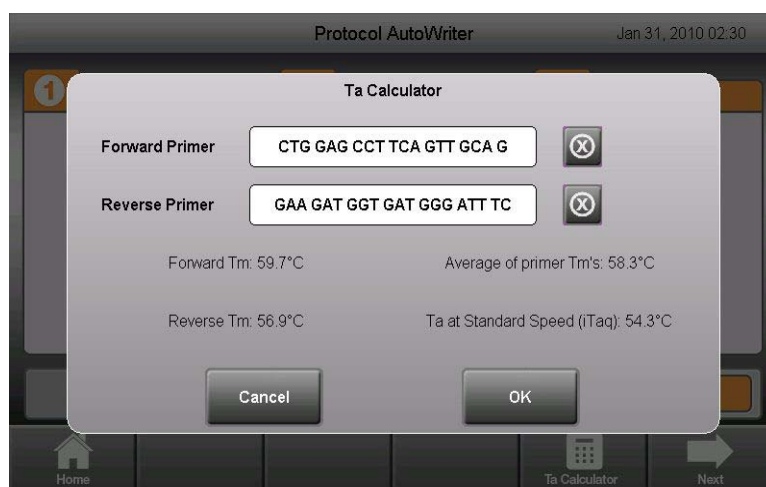 Protocol AutoWriter
Jan 31, 2010 02:30
1
Ta Calculator
Forward Primer
CTG GAG CCT TCA GTT GCA G
Reverse Primer
GAA GAT GGT GAT GGG ATT TC
Forward Tm: 59.7°C
Average of primer Tm's: 58.3°C
Reverse Tm: 56.9°C
Ta at Standard Speed (iTaq): 54.3°C
Cancel
OK
Home
Ta Calculator
Next